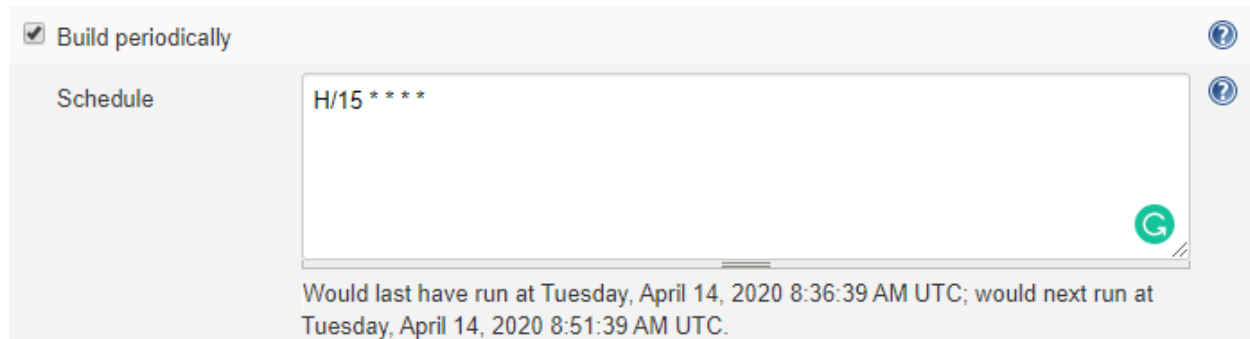 Build periodically
Schedule
H/15 * * * *
Would last have run at Tuesday, April 14, 2020 8:36:39 AM UTC; would next run at
Tuesday, April 14, 2020 8:51:39 AM UTC.